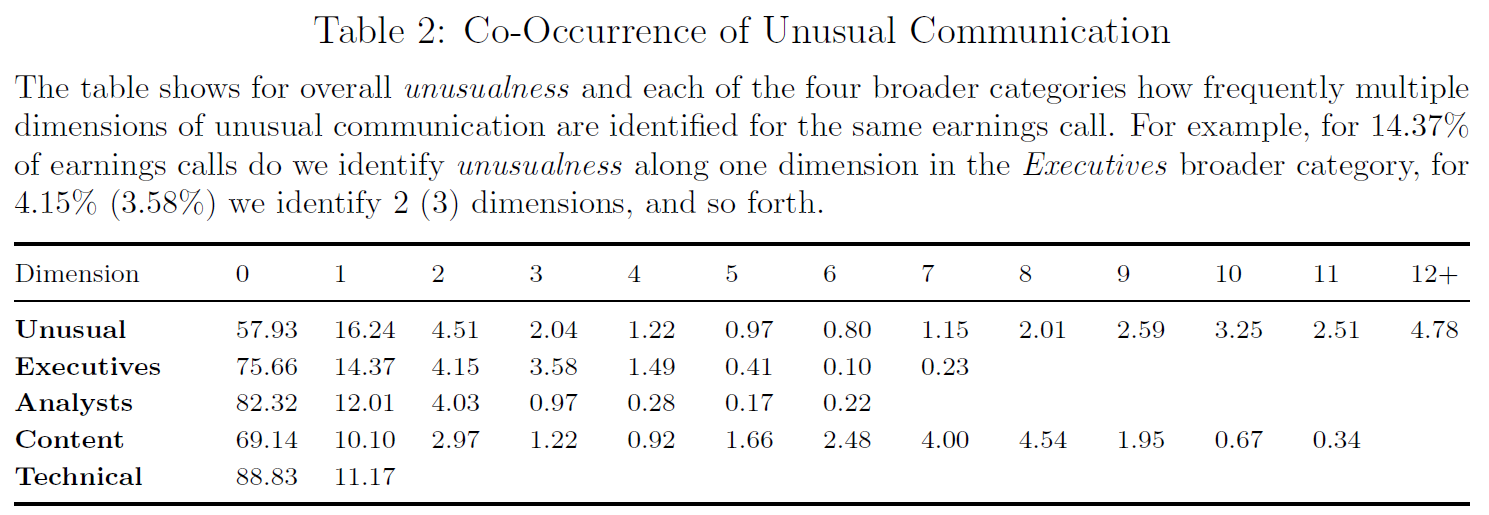 Table 2: Co-Occurrence of Unusual Communication
The table shows for overall unusualness and each of the four broader categories how frequently multiple
dimensions of unusual communication are identified for the same earnings call. For example, for 14.37%
of earnings calls do we identify unusualness along one dimension in the Executives broader category, for
4.15% (3.58%) we identify 2 (3) dimensions, and so forth.
Dimension 0 1 2 3 4 5 6 7 8 9 10 11 12+
Unusual 57.93 16.24 4.51 2.04 1.22 0.97 0.80 1.15 2.01 2.59 3.25 2.51 4.78
Executives 75.66 14.37 4.15 3.58 1.49 0.41 0.10 0.23
Analysts 82.32 12.01 4.03 0.97 0.28 0.17 0.22
Content 69.14 10.10 2.97 1.22 0.92 1.66 2.48 4.00 4.54 1.95 0.67 0.34
Technical 88.83 11.17